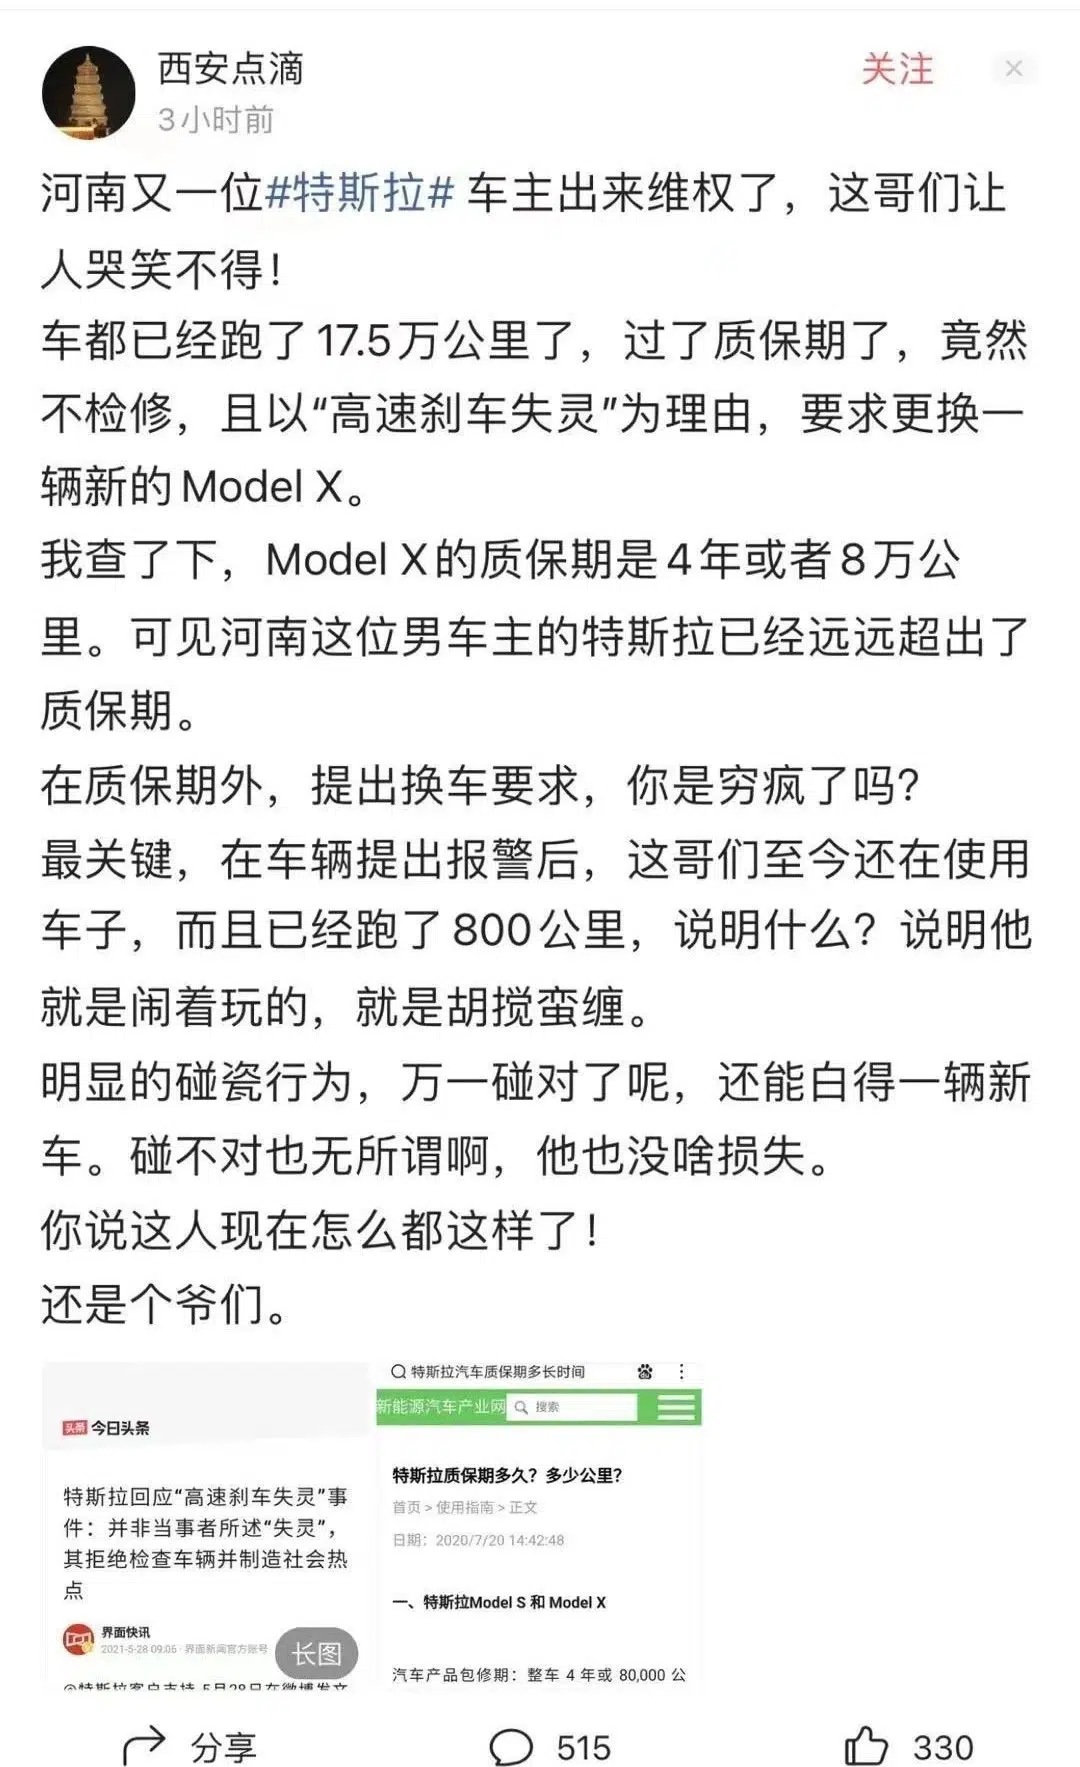 西安点滴
关注
3小时前
河南又一位#特斯拉# 车主出来维权了，这哥们让
人哭笑不得！
车都已经跑了17.5万公里了，过了质保期了，竟然
不检修，且以“高速刹车失灵”为理由，要求更换一
辆新的Model X。
我查了下，Model X的质保期是4年或者8万公
里。可见河南这位男车主的特斯拉已经远远超出了
质保期。
在质保期外，提出换车要求，你是穷疯了吗？
最关键，在车辆提出报警后，这哥们至今还在使用
车子，而且已经跑了800公里，说明什么？说明他
就是闹着玩的，就是胡搅蛮缠。
明显的碰瓷行为，万一碰对了呢，还能白得一辆新
车。碰不对也无所谓啊，他也没啥损失。
你说这人现在怎么都这样了！
还是个爷们。
头条 今日头条
特斯拉回应“高速刹车失灵”事
件：并非当事者所述“失灵”，
其拒绝检查车辆并制造社会热
点
界面快讯
2021-5-28 09:05 · 界面新闻官方账号
长图
@特斯拉客户支持 5月28日在微博发文
特斯拉汽车质保期多长时间
新能源汽车产业网
搜索
特斯拉质保期多久？多少公里？
首页 > 使用指南 > 正文
日期：2020/7/20 14:42:48
一、特斯拉Model S 和 Model X
汽车产品包修期：整车 4 年或 80,000 公
分享
515
330